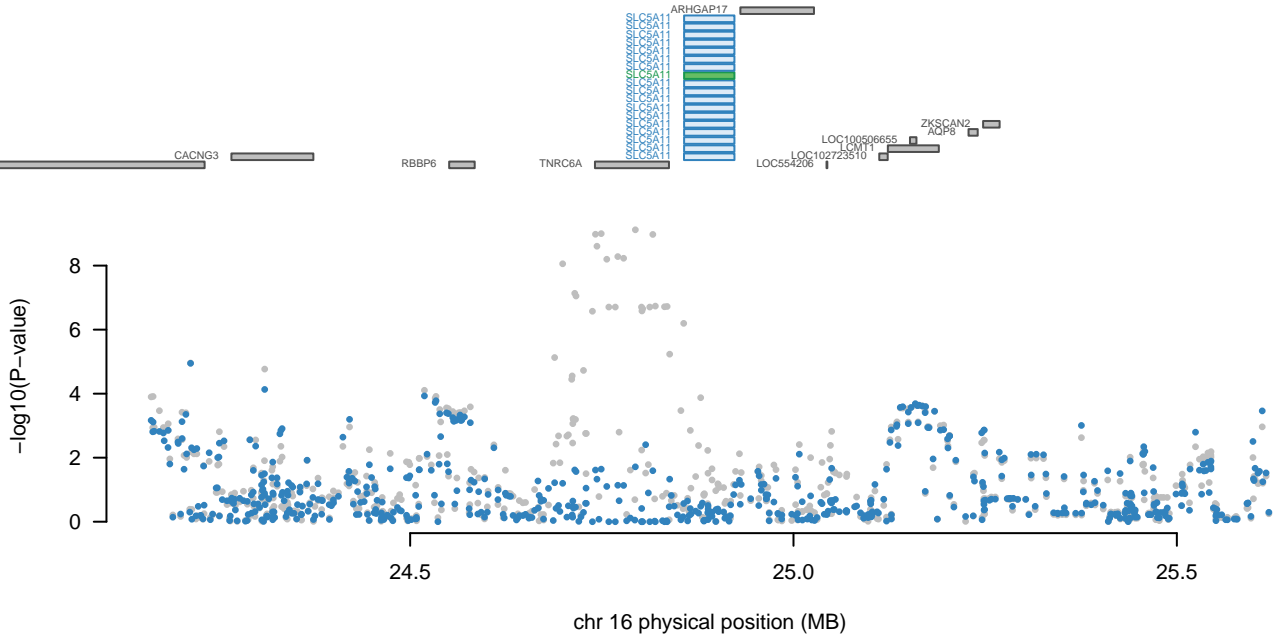 ARHGAP17
SLC5A11
SLC5A11
SLC5A11
SLC5A11
SLC5A11
SLC5A11
SLC5A11
SLC5A11
SLC5A11
SLC5A11
SLC5A11
SLC5A11
SLC5A11
SLC5A11
ZKSCAN2
SLC5A11
AQP8
SLC5A11
LOC100506655
SLC5A11
LCMT1
CACNG3
SLC5A11
LOC102723510
RBBP6
TNRC6A
LOC554206
8
6
4
2
0
−log10(P−value)
24.5
25.0
25.5
chr 16 physical position (MB)